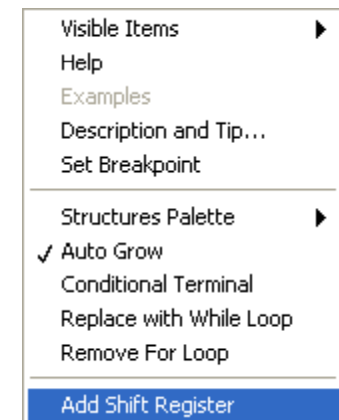 Visible Items
Help
Examples
Description and Tip...
Set Breakpoint
Structures Palette
Auto Grow
Conditional Terminal
Replace with While Loop
Remove For Loop
Add Shift Register